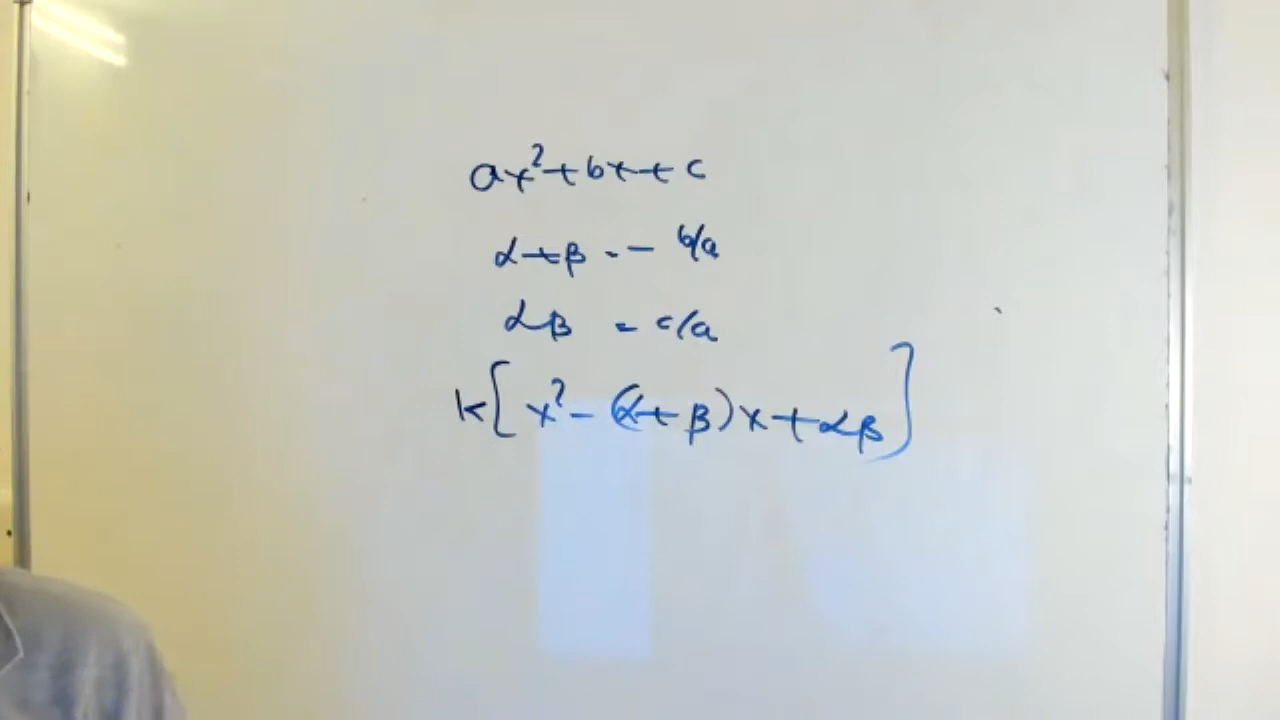 ax²+bx+c
α+β = - b/a
αβ = c/a
k[x²-(α+β)x+αβ]